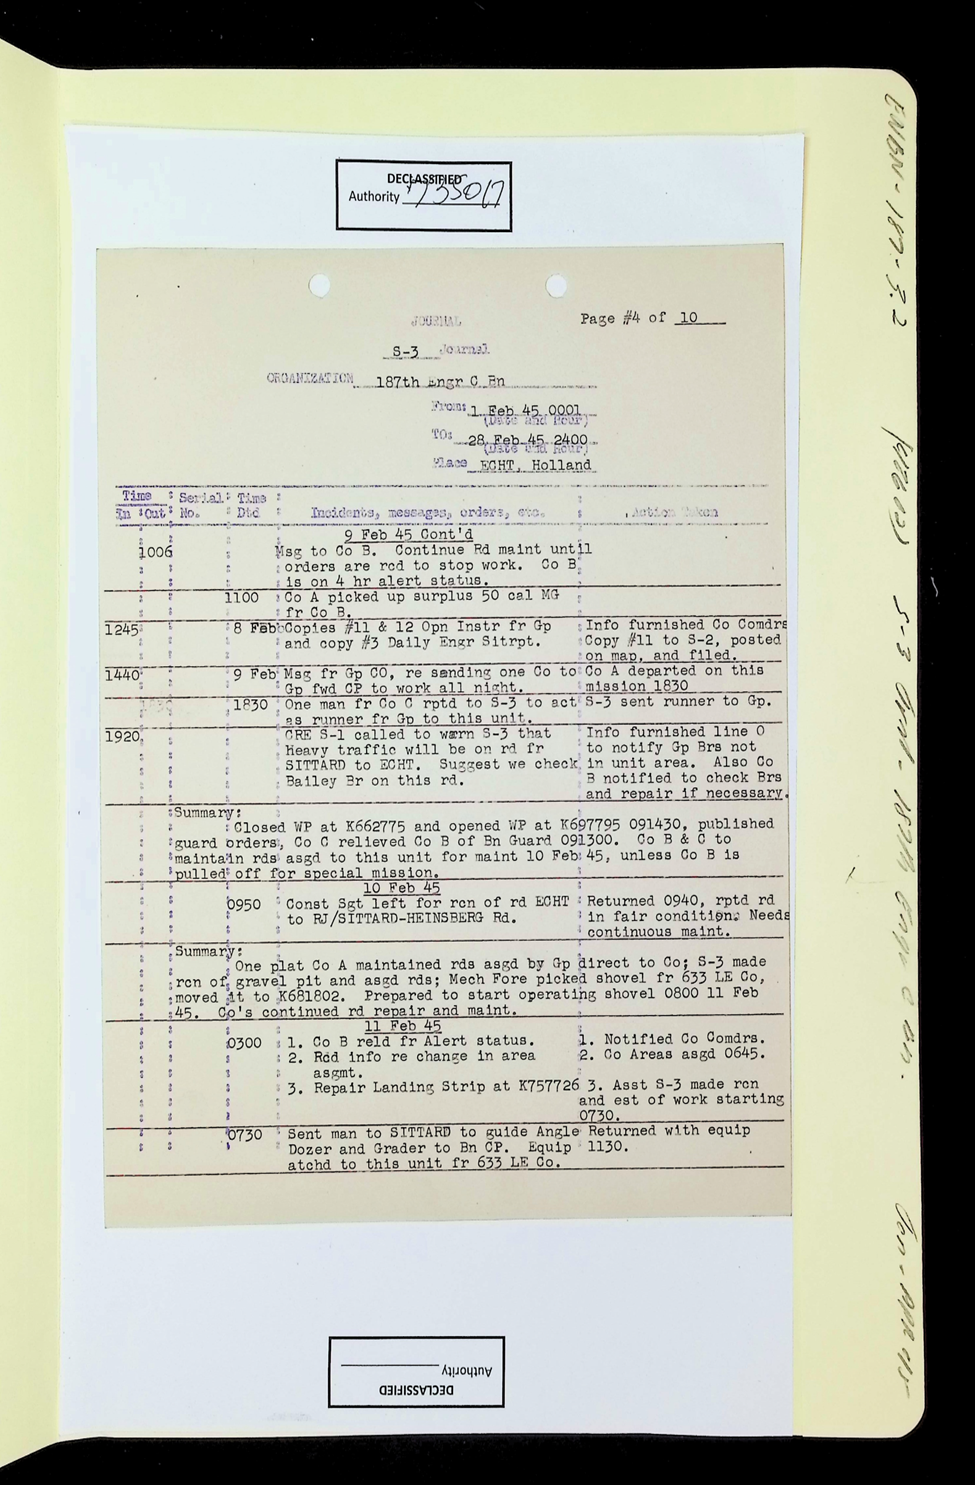 DECLASSIFIED
Authority 735017
JOURNAL
Page #4 of 10
S-3 Journal
ORGANIZATION 187th Engr C Bn
From: 1 Feb 45 0001
(Date and Hour)
TO: 28 Feb 45 2400
(Date and Hour)
Place ECHT, Holland
Time Serial Time
In Out No. Dtd Incidents, messages, orders, etc. Action Taken
9 Feb 45 Cont'd
1006 Msg to Co B. Continue Rd maint until
orders are rcd to stop work. Co B
is on 4 hr alert status.
1100 Co A picked up surplus 50 cal MG
fr Co B.
1245 8 Feb Copies #11 & 12 Opn Instr fr Gp Info furnished Co Comdrs
and copy #3 Daily Engr Sitrpt. Copy #11 to S-2, posted
on map, and filed.
1440 9 Feb Msg fr Gp CO, re sending one Co to Co A departed on this
Gp fwd CP to work all night. mission 1830
1830 One man fr Co C rptd to S-3 to act S-3 sent runner to Gp.
as runner fr Gp to this unit.
1920 CRE S-1 called to warn S-3 that Info furnished line O
Heavy traffic will be on rd fr to notify Gp Brs not
SITTARD to ECHT. Suggest we check in unit area. Also Co
Bailey Br on this rd. B notified to check Brs
and repair if necessary.
Summary:
Closed WP at K662775 and opened WP at K697795 091430, published
guard orders, Co C relieved Co B of Bn Guard 091300. Co B & C to
maintain rds asgd to this unit for maint 10 Feb 45, unless Co B is
pulled off for special mission.
10 Feb 45
0950 Const Sgt left for rcn of rd ECHT Returned 0940, rptd rd
to RJ/SITTARD-HEINSBERG Rd. in fair condition. Needs
continuous maint.
Summary:
One plat Co A maintained rds asgd by Gp direct to Co; S-3 made
rcn of gravel pit and asgd rds; Mech Fore picked shovel fr 633 LE Co,
moved it to K681802. Prepared to start operating shovel 0800 11 Feb
45. Co's continued rd repair and maint.
11 Feb 45
0300 1. Co B reld fr Alert status. 1. Notified Co Comdrs.
2. Rcd info re change in area 2. Co Areas asgd 0645.
asgmt.
3. Repair Landing Strip at K757726 3. Asst S-3 made rcn
and est of work starting
0730.
0730 Sent man to SITTARD to guide Angle Returned with equip
Dozer and Grader to Bn CP. Equip 1130.
atchd to this unit fr 633 LE Co.
Authority
DECLASSIFIED
ENBN-187-3.2
S-3 Jrnl. 187th Engr C Bn.